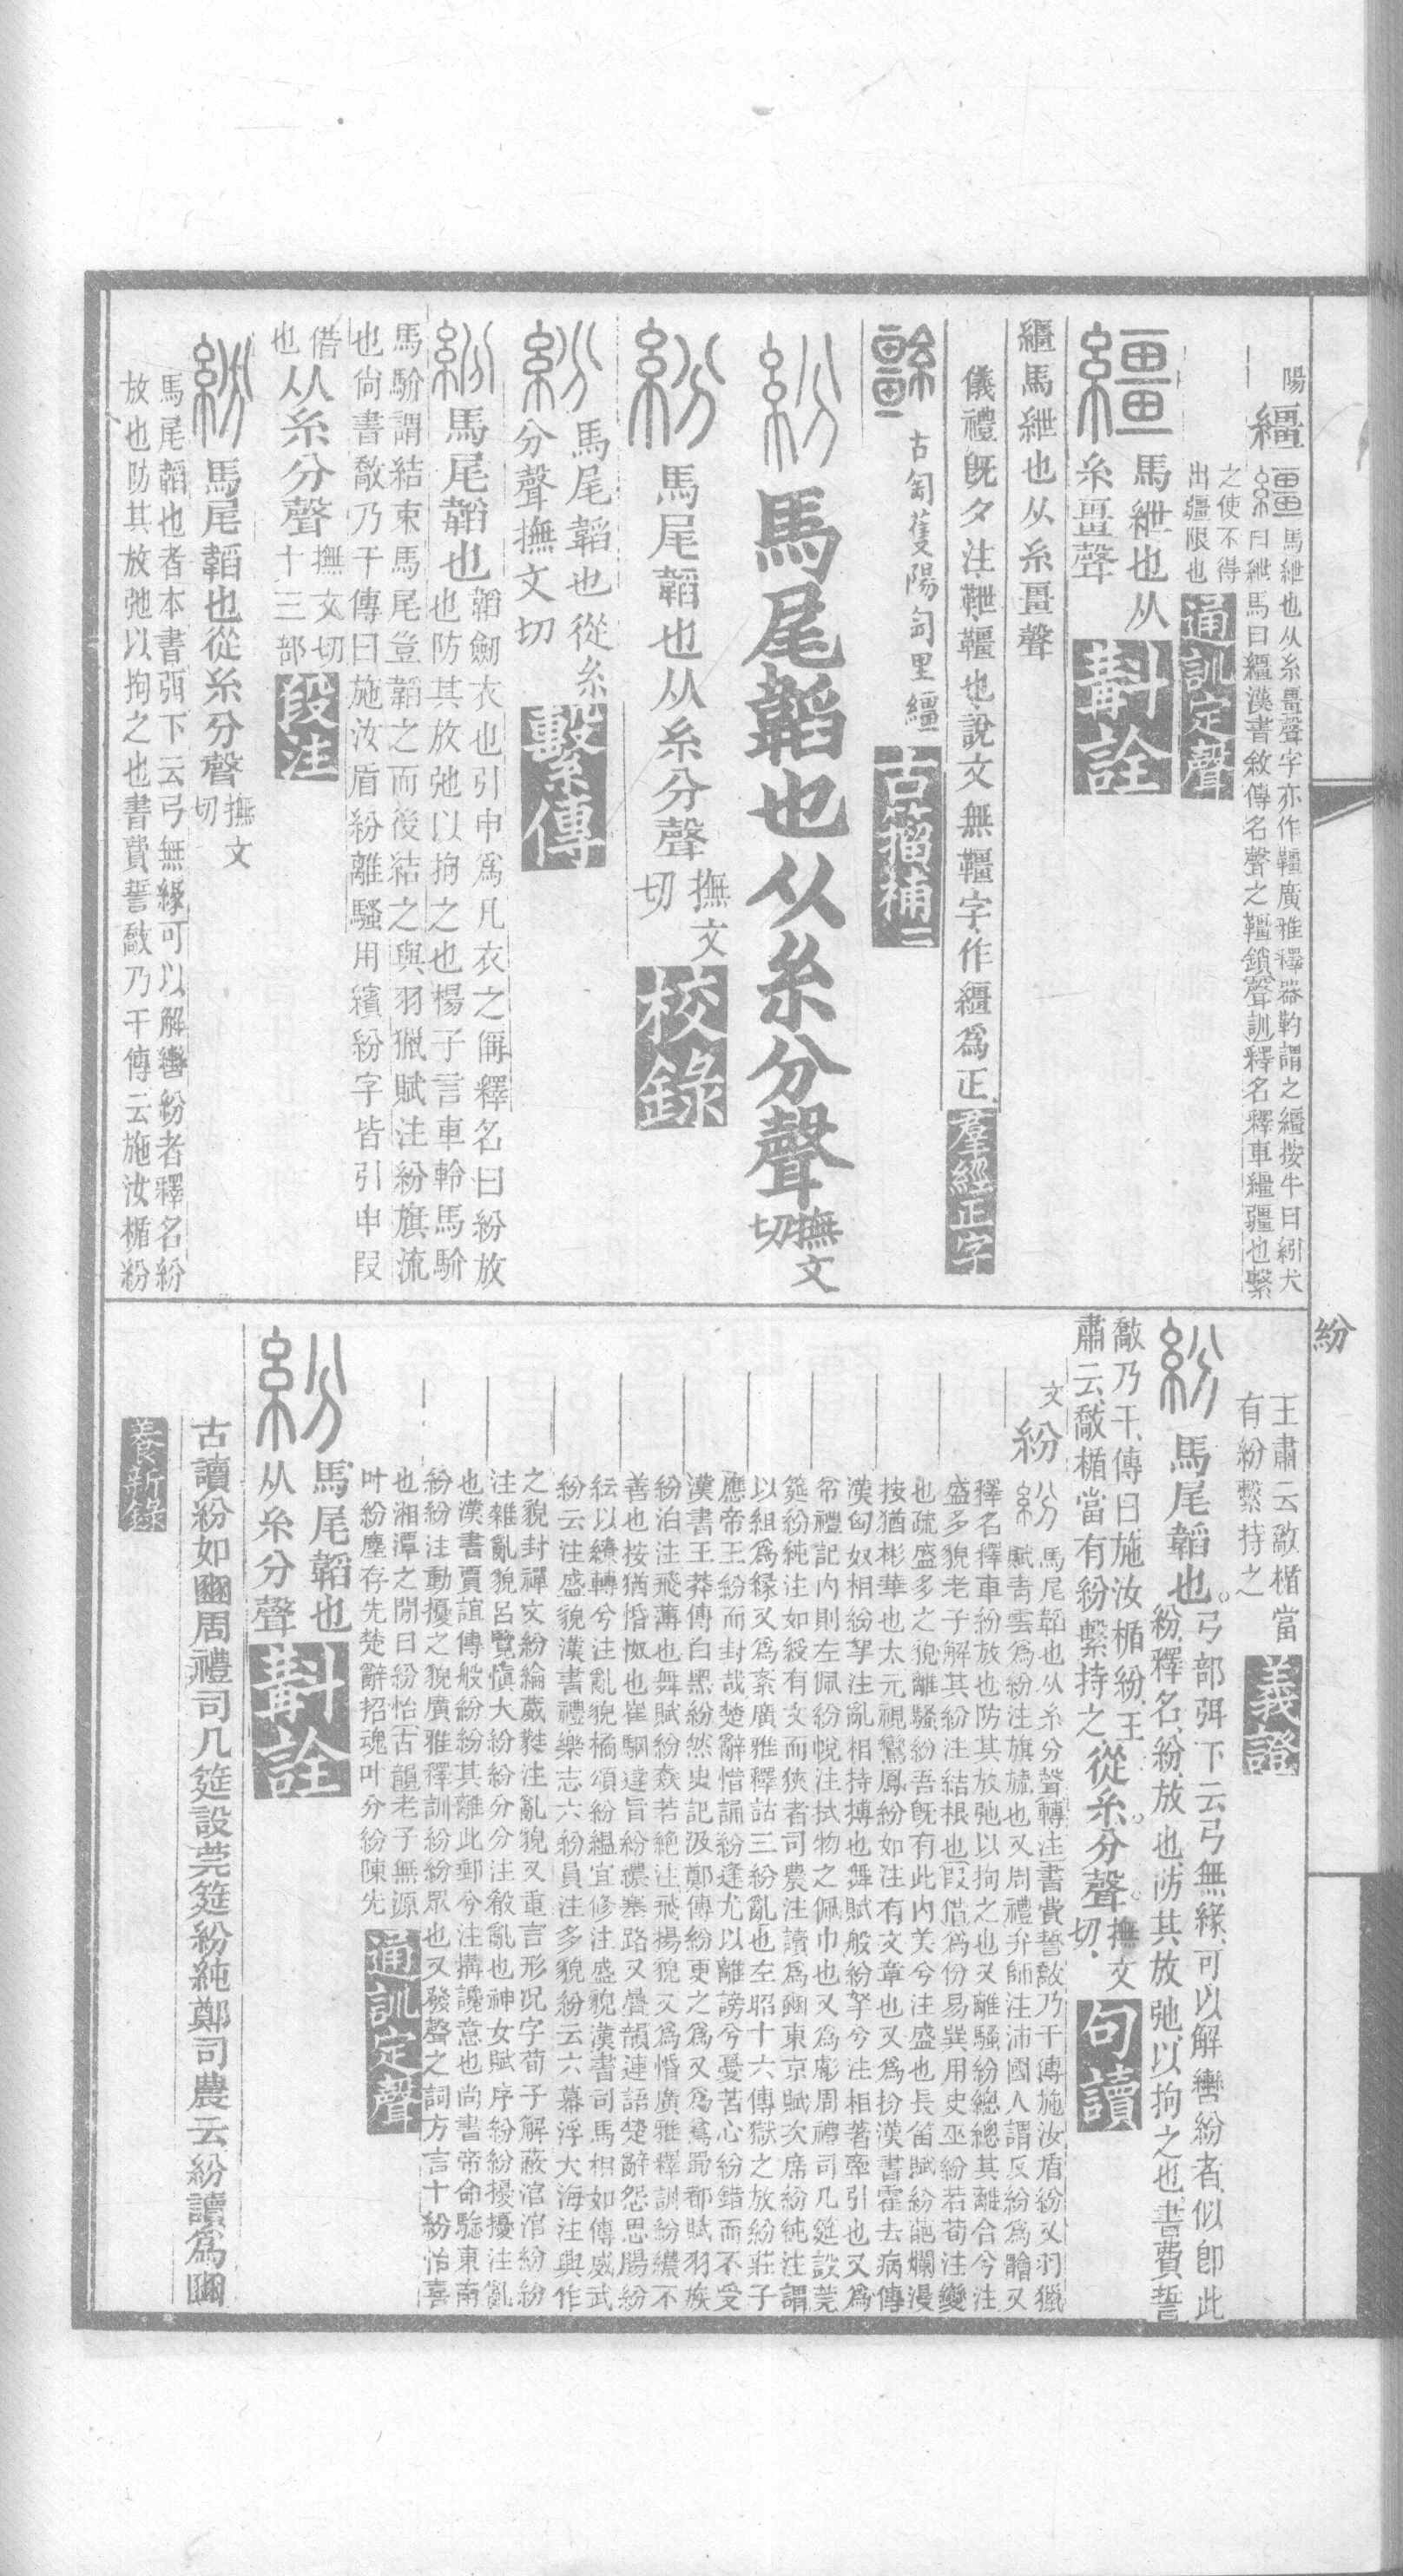 陽
繮
繮馬紲也从糸畺聲字亦作韁廣雅釋器靮謂之繮按牛曰紖犬
曰紲馬曰繮漢書敘傳名聲之韁鎖聲訓釋名釋車繮疆也繫
之使不得
出疆限也
通訓定聲
繮馬紲也从
糸畺聲
斠詮
繮馬紲也从糸畺聲
儀禮既夕注靾韁也說文無韁字作繮爲正
羣經正字
古匋蒦陽匋里繮
古籀補二
紛馬尾韜也从糸分聲撫文
切
紛馬尾韜也从糸分聲撫文
切
校錄
紛馬尾韜也從糸
分聲撫文切
繫傳
紛馬尾韜也韜劒衣也引申爲凡衣之偁釋名曰紛放
也防其放弛以拘之也楊子言車軨馬馻
馬馻謂結束馬尾豈韜之而後結之與羽獵賦注紛旗流
也尙書敿乃干傳曰施汝盾紛離騷用繽紛字皆引申叚
借
也从糸分聲撫文切
十三部
段注
紛馬尾韜也從糸分聲撫文
切
馬尾韜也者本書弭下云弓無緣可以解轡紛者釋名紛
放也防其放弛以拘之也書費誓敿乃干傳云施汝楯紛
紛
王肅云敿楯當
有紛繫持之
義證
紛馬尾韜也。弓部弭下云弓無緣、可以解轡紛者、似卽此
紛、釋名、紛、放也、防其放弛、以拘之也、書費誓
敿乃干、傳曰施汝楯紛、王
肅云、敿楯當有紛繫持之、從糸。分聲。撫文
切、
句讀
文
紛
紛馬尾韜也从糸分聲轉注書費誓敿乃干傳施汝盾紛又羽獵
賦青雲爲紛注旗旒也又周禮弁師注沛國人謂反紛爲䯤又
釋名釋車紛放也防其放弛以拘之也又離騷紛總總其離合兮注
盛多貌老子解其紛注結根也叚借爲份易巽用史巫紛若荀注變
也疏盛多之貌離騷紛吾既有此內美兮注盛也長笛賦紛葩爛漫
按猶彬華也太元視鸞鳳紛如注有文章也又爲扮漢書霍去病傳
漢匈奴相紛拏注亂相持搏也舞賦般紛挐兮注相著牽引也又爲
帉禮記內則左佩紛帨注拭物之佩巾也又爲彪周禮司几筵設莞
筵紛純注如綬有文而狹者司農注讀爲豳東京賦次席紛純注謂
以組爲緣又爲紊廣雅釋詁三紛亂也左昭十六傳獄之放紛莊子
應帝王紛而封哉楚辭惜誦紛逢尤以離謗兮憂苦心紛錯而不受
漢書王莽傳白黑紛然史記汲鄭傳紛更之爲又爲翁蜀都賦羽族
紛泊注飛薄也舞賦紛猋若絕注飛揚貌又爲惛廣雅釋訓紛繷不
善也按猶惛怓也崔駰達旨紛繷塞路又疊韻連語楚辭怨思腸紛
紜以繚轉兮注亂貌橘頌紛縕宜修注盛貌漢書司馬相如傳威武
紛云注盛貌漢書禮樂志六紛員注多貌紛云六幕浮大海注與作
之貌封禪文紛綸葳蕤注亂貌又重言形况字荀子解蔽涫涫紛紛
注雜亂貌呂覽愼大紛紛分分注殽亂也神女賦序紛紛擾擾注亂
也漢書賈誼傳般紛紛其離此郵兮注搆讒意也尚書帝命驗東南
紛紛注動擾之貌廣雅釋訓紛紛眾也又發聲之詞方言十紛怡喜
也湘潭之閒曰紛怡古韻老子無源
叶紛塵存先楚辭招魂叶分紛陳先
通訓定聲
紛馬尾韜也
从糸分聲
斠詮
古讀紛如豳周禮司几筵設莞筵紛純鄭司農云紛讀爲豳
養新錄